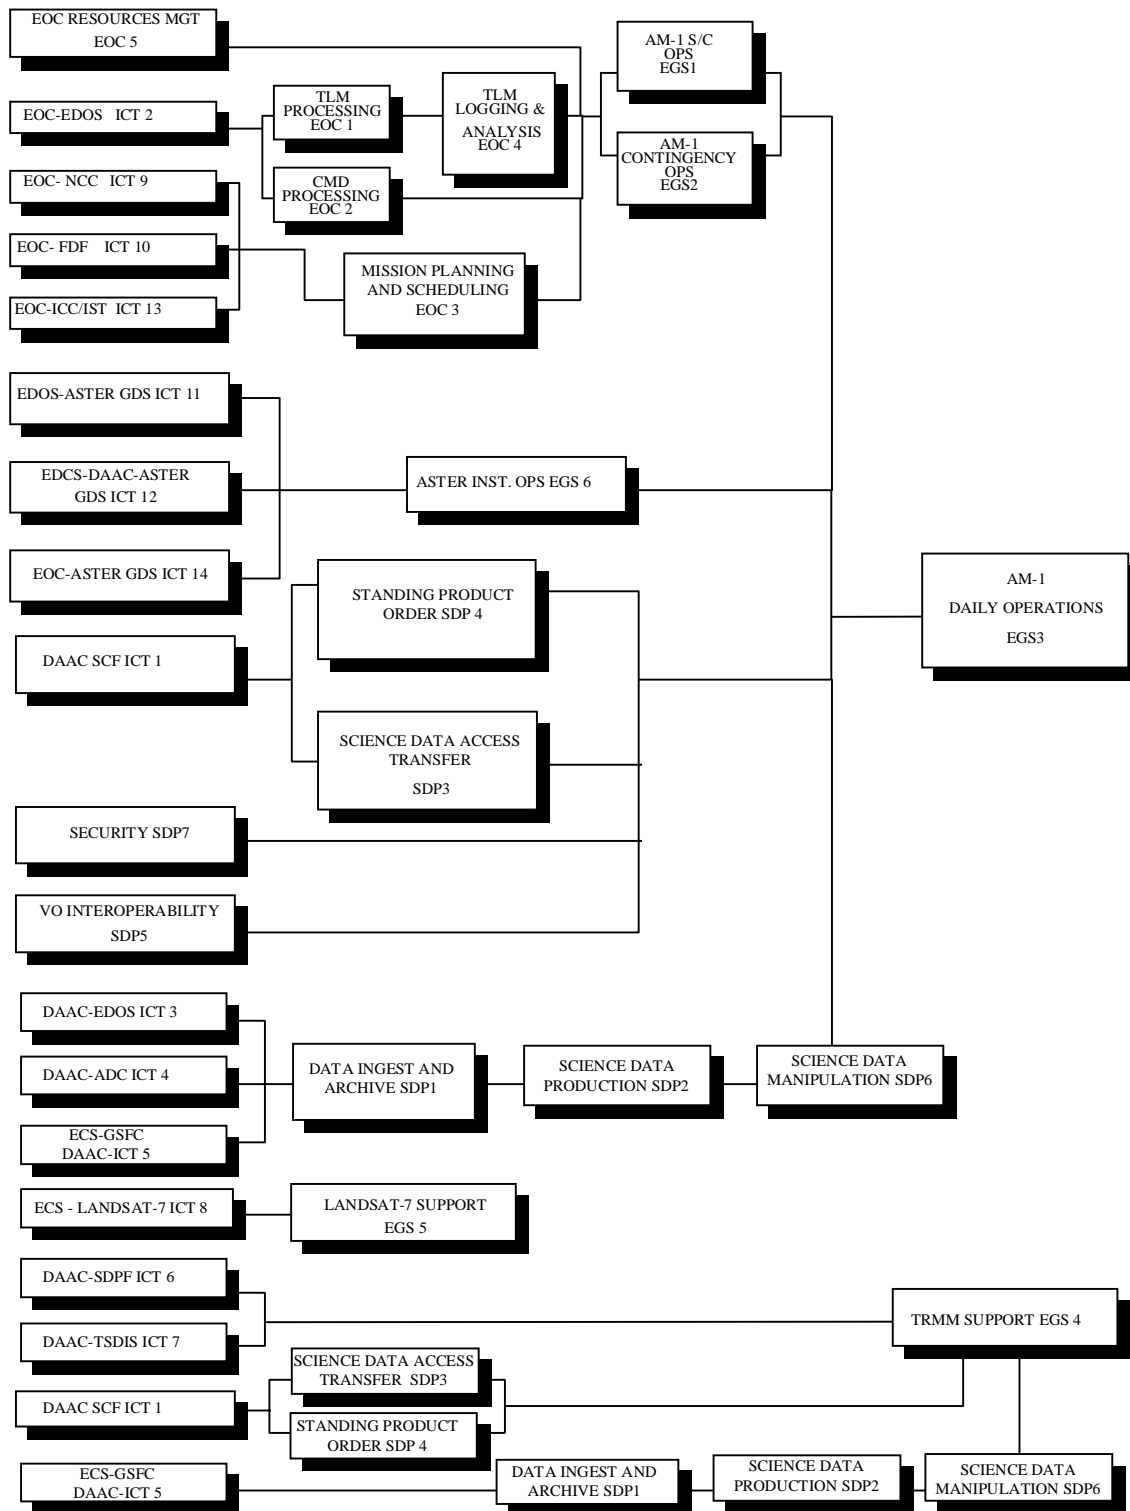 EOC RESOURCES MGT
EOC 5
AM-1 S/C
OPS
EGS1
EOC-EDOS ICT 2
TLM
PROCESSING
EOC 1
TLM
LOGGING &
ANALYSIS
EOC 4
AM-1
CONTINGENCY
OPS
EGS2
EOC- NCC ICT 9
CMD
PROCESSING
EOC 2
EOC- FDF ICT 10
MISSION PLANNING
AND SCHEDULING
EOC 3
EOC-ICC/IST ICT 13
EDOS-ASTER GDS ICT 11
EDCS-DAAC-ASTER
GDS ICT 12
ASTER INST. OPS EGS 6
EOC-ASTER GDS ICT 14
STANDING PRODUCT
ORDER SDP 4
AM-1
DAILY OPERATIONS
EGS3
DAAC SCF ICT 1
SCIENCE DATA ACCESS
TRANSFER
SDP3
SECURITY SDP7
VO INTEROPERABILITY
SDP5
DAAC-EDOS ICT 3
DAAC-ADC ICT 4
DATA INGEST AND
ARCHIVE SDP1
SCIENCE DATA
PRODUCTION SDP2
SCIENCE DATA
MANIPULATION SDP6
ECS-GSFC
DAAC-ICT 5
ECS - LANDSAT-7 ICT 8
LANDSAT-7 SUPPORT
EGS 5
DAAC-SDPF ICT 6
TRMM SUPPORT EGS 4
DAAC-TSDIS ICT 7
SCIENCE DATA ACCESS
TRANSFER SDP3
DAAC SCF ICT 1
STANDING PRODUCT
ORDER SDP 4
ECS-GSFC
DAAC-ICT 5
DATA INGEST AND
ARCHIVE SDP1
SCIENCE DATA
PRODUCTION SDP2
SCIENCE DATA
MANIPULATION SDP6